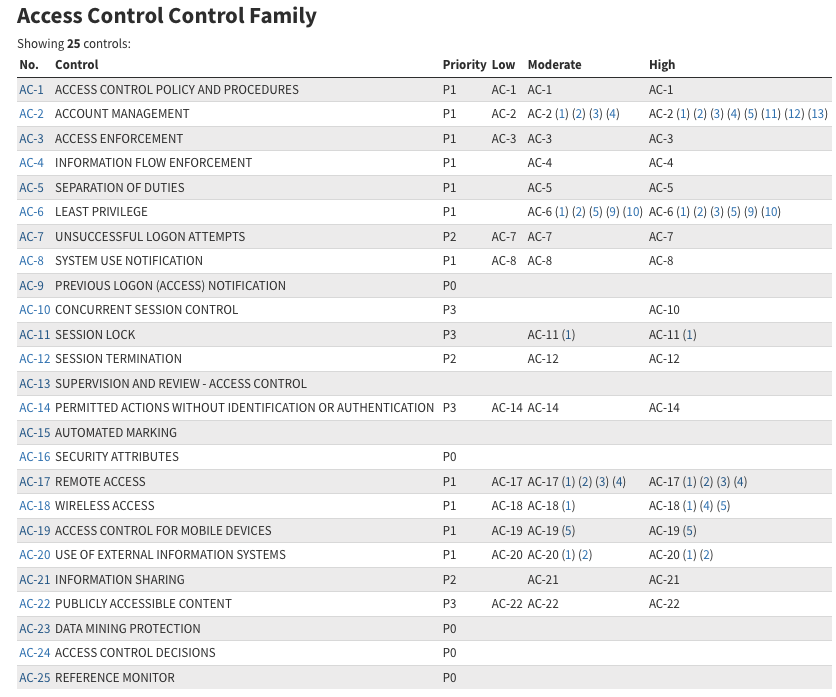 Access Control Control Family
Showing 25 controls:
No. Control Priority Low Moderate High
AC-1 ACCESS CONTROL POLICY AND PROCEDURES P1 AC-1 AC-1 AC-1
AC-2 ACCOUNT MANAGEMENT P1 AC-2 AC-2 (1) (2) (3) (4) AC-2 (1) (2) (3) (4) (5) (11) (12) (13)
AC-3 ACCESS ENFORCEMENT P1 AC-3 AC-3 AC-3
AC-4 INFORMATION FLOW ENFORCEMENT P1 AC-4 AC-4
AC-5 SEPARATION OF DUTIES P1 AC-5 AC-5
AC-6 LEAST PRIVILEGE P1 AC-6 (1) (2) (5) (9) (10) AC-6 (1) (2) (3) (5) (9) (10)
AC-7 UNSUCCESSFUL LOGON ATTEMPTS P2 AC-7 AC-7 AC-7
AC-8 SYSTEM USE NOTIFICATION P1 AC-8 AC-8 AC-8
AC-9 PREVIOUS LOGON (ACCESS) NOTIFICATION P0
AC-10 CONCURRENT SESSION CONTROL P3 AC-10
AC-11 SESSION LOCK P3 AC-11 (1) AC-11 (1)
AC-12 SESSION TERMINATION P2 AC-12 AC-12
AC-13 SUPERVISION AND REVIEW - ACCESS CONTROL
AC-14 PERMITTED ACTIONS WITHOUT IDENTIFICATION OR AUTHENTICATION P3 AC-14 AC-14 AC-14
AC-15 AUTOMATED MARKING
AC-16 SECURITY ATTRIBUTES P0
AC-17 REMOTE ACCESS P1 AC-17 AC-17 (1) (2) (3) (4) AC-17 (1) (2) (3) (4)
AC-18 WIRELESS ACCESS P1 AC-18 AC-18 (1) AC-18 (1) (4) (5)
AC-19 ACCESS CONTROL FOR MOBILE DEVICES P1 AC-19 AC-19 (5) AC-19 (5)
AC-20 USE OF EXTERNAL INFORMATION SYSTEMS P1 AC-20 AC-20 (1) (2) AC-20 (1) (2)
AC-21 INFORMATION SHARING P2 AC-21 AC-21
AC-22 PUBLICLY ACCESSIBLE CONTENT P3 AC-22 AC-22 AC-22
AC-23 DATA MINING PROTECTION P0
AC-24 ACCESS CONTROL DECISIONS P0
AC-25 REFERENCE MONITOR P0